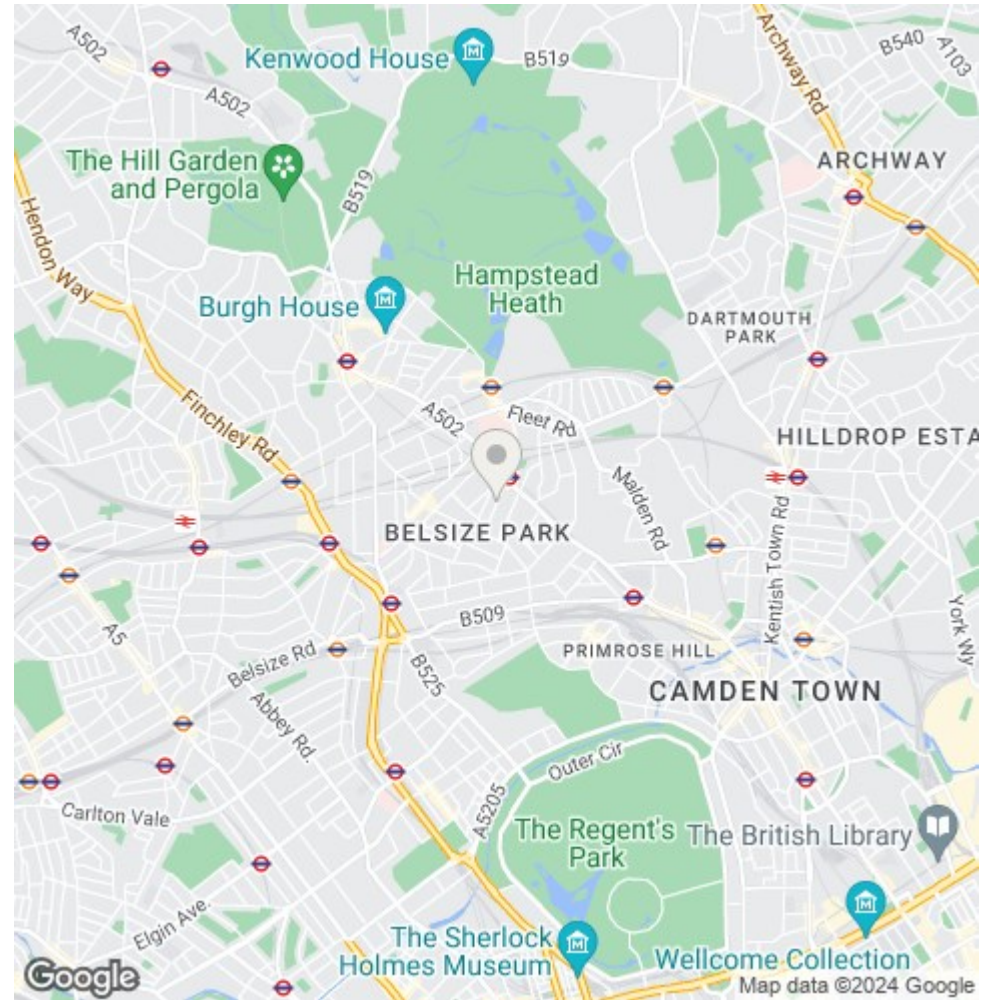 A502
Kenwood House
B519
Archway Rd
B540
A103
A502
The Hill Garden
and Pergola
B519
ARCHWAY
Hendon Way
Hampstead
Heath
Burgh House
DARTMOUTH
PARK
A502
Fleet Rd
Finchley Rd
HILLDROP ESTA
Malden Rd
BELSIZE PARK
Kentish Town Rd
York Wy
A5
B509
Belsize Rd
B525
PRIMROSE HILL
CAMDEN TOWN
Abbey Rd.
Outer Cir
A5205
Carlton Vale
The Regent's
Park
The British Library
Elgin Ave.
The Sherlock
Holmes Museum
Wellcome Collection
Google
Map data ©2024 Google